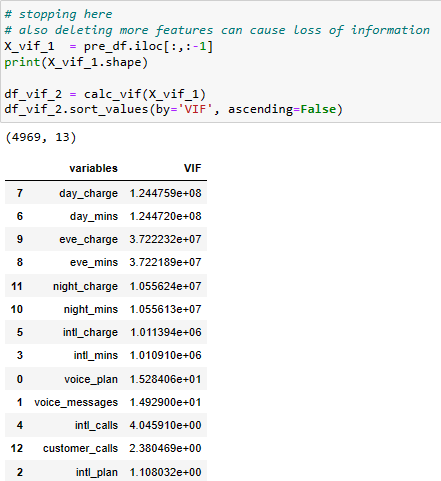 # stopping here
# also deleting more features can cause loss of information
X_vif_1  = pre_df.iloc[:,:-1]
print(X_vif_1.shape)
df_vif_2 = calc_vif(X_vif_1)
df_vif_2.sort_values(by='VIF', ascending=False)
(4969, 13)
variables VIF
7 day_charge 1.244759e+08
6 day_mins 1.244720e+08
9 eve_charge 3.722232e+07
8 eve_mins 3.722189e+07
11 night_charge 1.055624e+07
10 night_mins 1.055613e+07
5 intl_charge 1.011394e+06
3 intl_mins 1.010910e+06
0 voice_plan 1.528406e+01
1 voice_messages 1.492900e+01
4 intl_calls 4.045910e+00
12 customer_calls 2.380469e+00
2 intl_plan 1.108032e+00